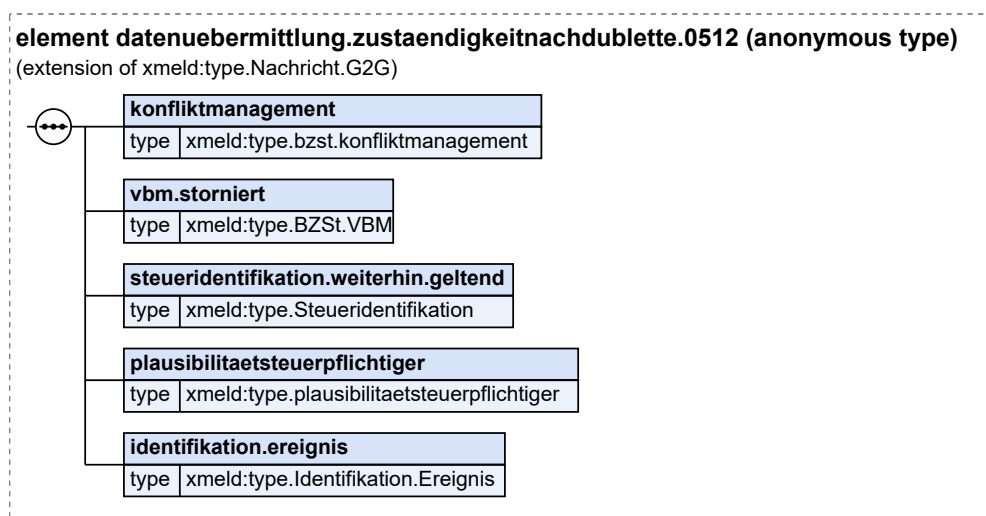 element datenuebermittlung.zustaendigkeitnachdublette.0512 (anonymous type)
(extension of xmeld:type.Nachricht.G2G)
konfliktmanagement
type xmeld:type.bzst.konfliktmanagement
vbm.storniert
type xmeld:type.BZSt.VBM
steueridentifikation.weiterhin.geltend
type xmeld:type.Steueridentifikation
plausibilitaetsteuerpflichtiger
type xmeld:type.plausibilitaetsteuerpflichtiger
identifikation.ereignis
type xmeld:type.Identifikation.Ereignis